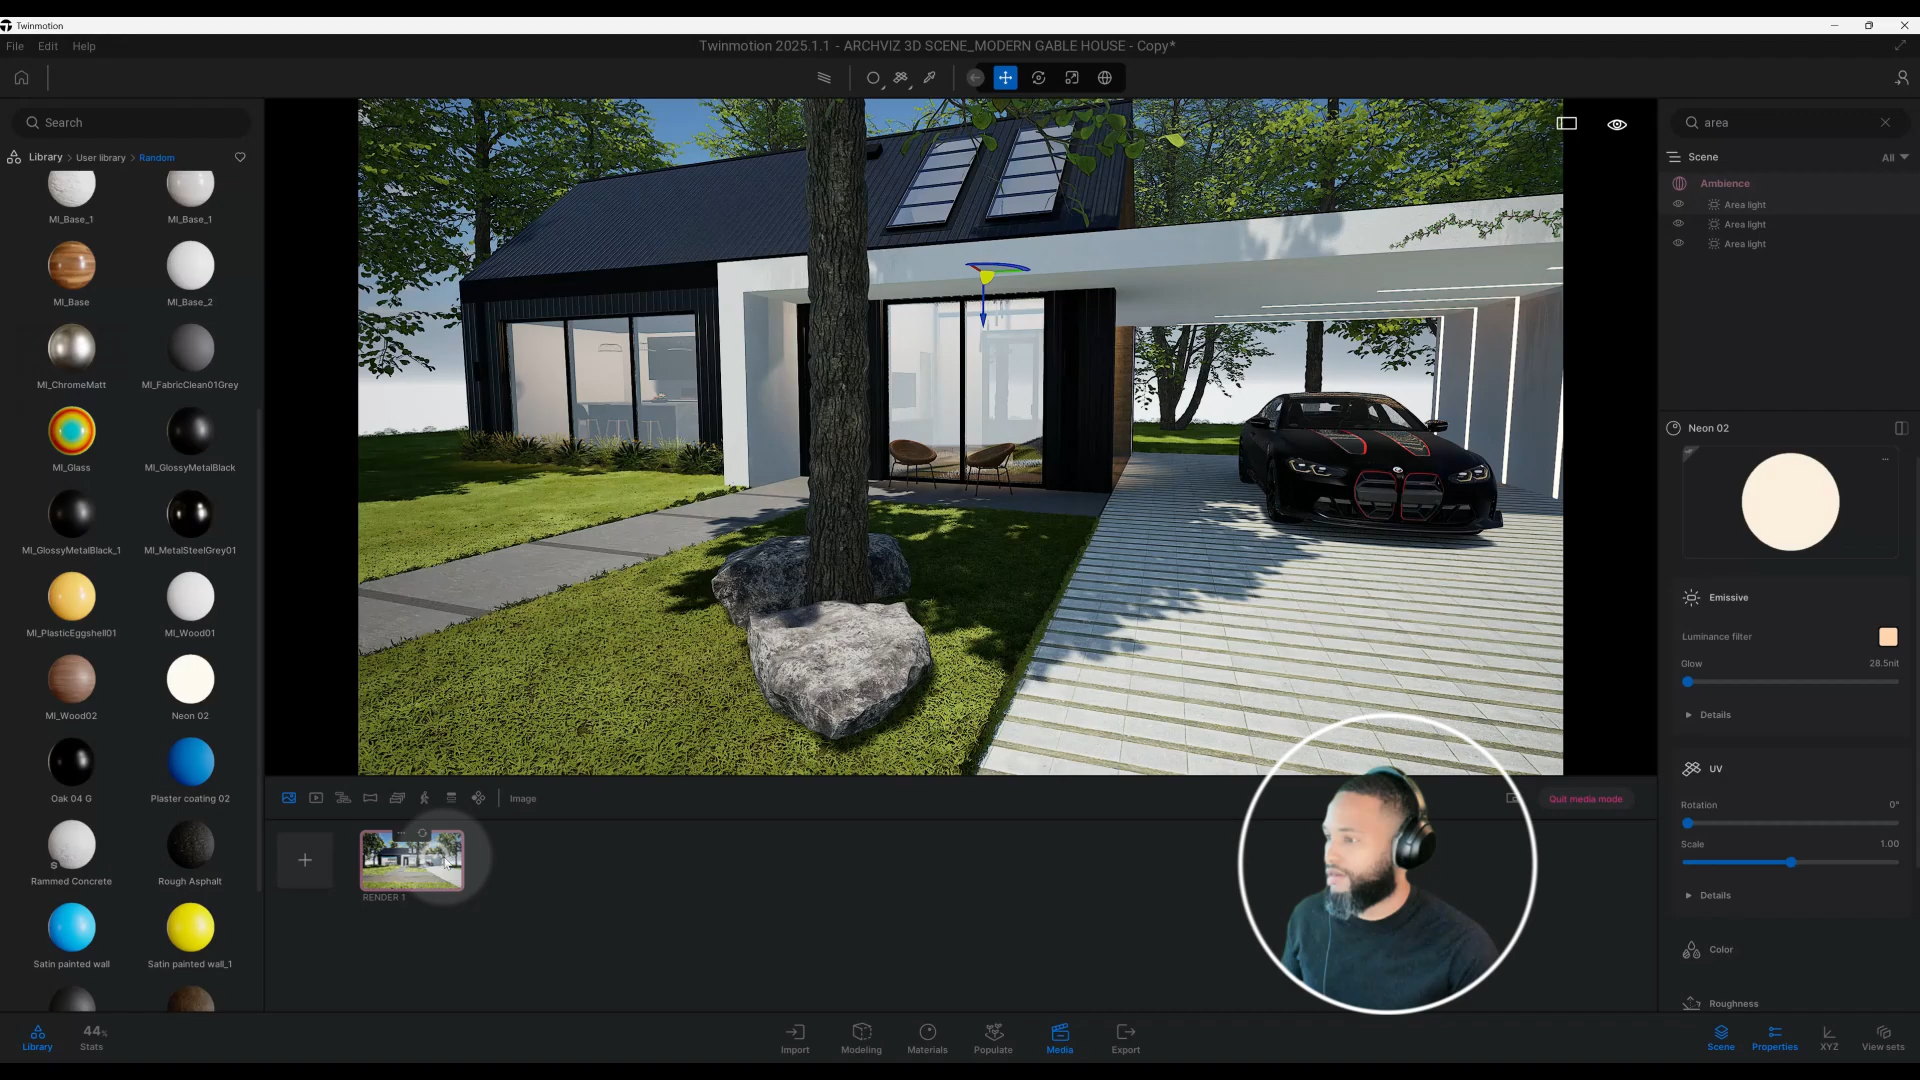 Twinmotion
File Edit Help
Twinmotion 2025.1.1 - ARCHVIZ 3D SCENE_MODERN GABLE HOUSE - Copy*
Search
Library > User library > Random
MI_Base_1 MI_Base_1
MI_Base MI_Base_2
MI_ChromeMatt MI_FabricClean01Grey
MI_Glass MI_GlossyMetalBlack
MI_GlossyMetalBlack_1 MI_MetalSteelGrey01
MI_PlasticEggshell01 MI_Wood01
MI_Wood02 Neon 02
Oak 04 G Plaster coating 02
Rammed Concrete Rough Asphalt
Satin painted wall Satin painted wall_1
Library
44%
Stats
Image
Quit media mode
RENDER 1
Import Modeling Materials Populate Media Export
area
Scene All
Ambience
Area light
Area light
Area light
Neon 02
Emissive
Luminance filter
Glow 28.5nit
Details
UV
Rotation 0°
Scale 1.00
Details
Color
Roughness
Scene Properties XYZ View sets